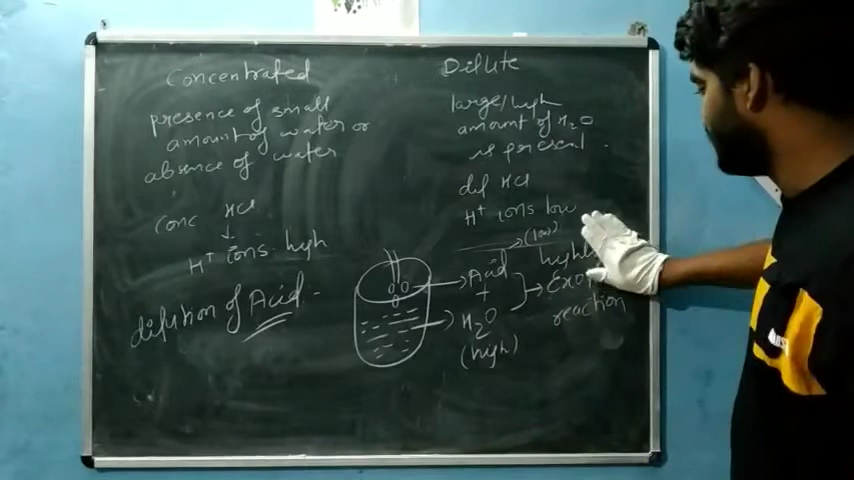 Concentrated
presence of small
amount of water or
absence of water
Conc HCl
↓
H+ ions high
dilution of Acid -
Dilute
large/high
amount of H2O
is present .
dil HCl
H+ ions low
→ (low)
Acid
+
H2O
(high)
highly
reaction